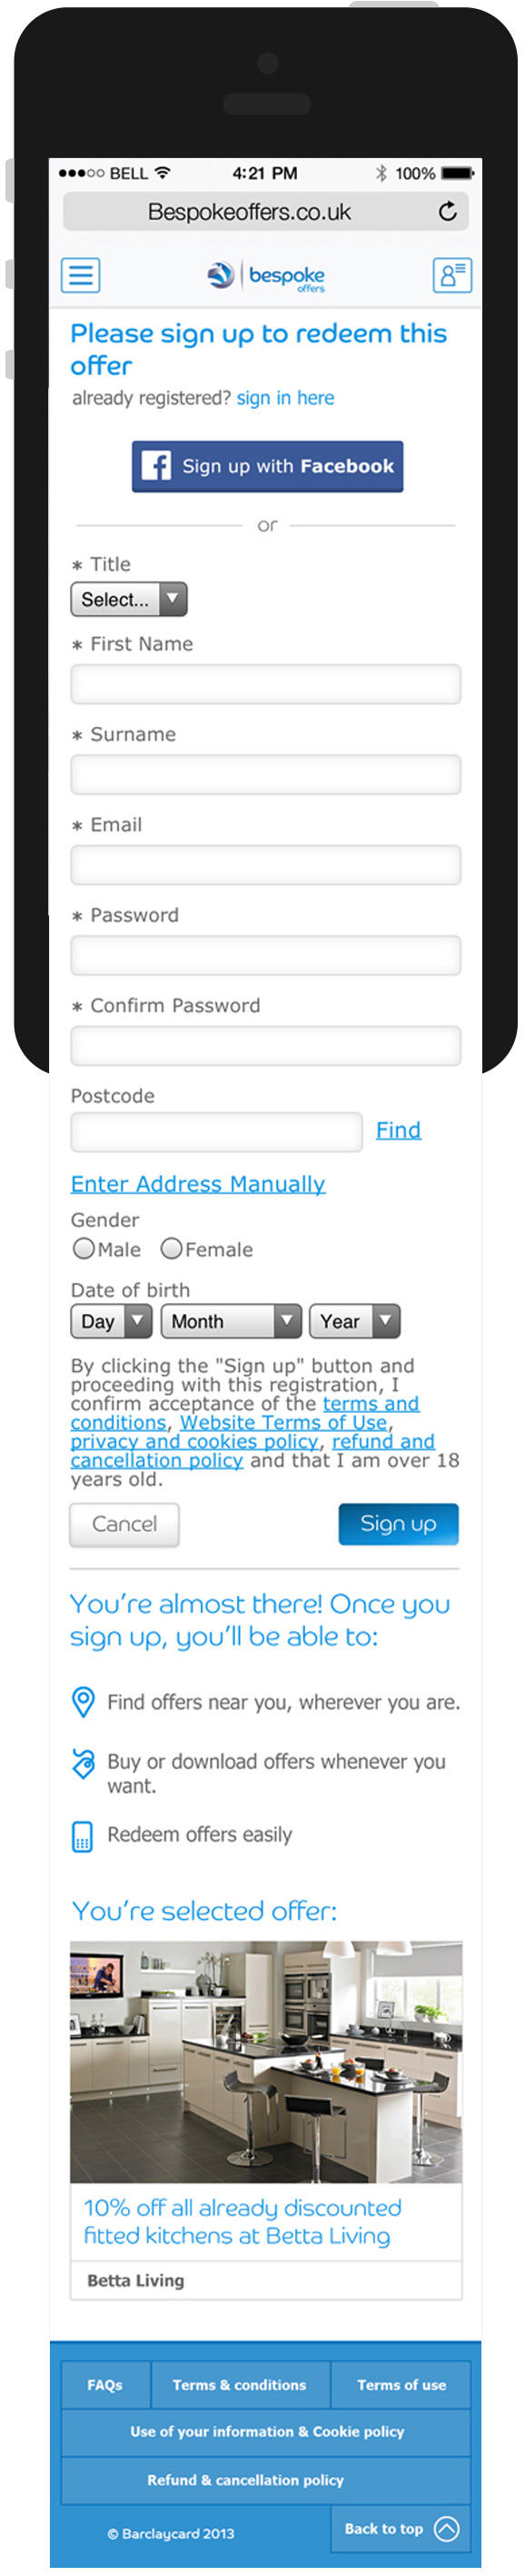 BELL 4:21 PM 100%
Bespokeoffers.co.uk
bespoke
offers
Please sign up to redeem this
offer
already registered? sign in here
f Sign up with Facebook
or
* Title
Select...
* First Name
* Surname
* Email
* Password
* Confirm Password
Postcode
Find
Enter Address Manually
Gender
Male Female
Date of birth
Day Month Year
By clicking the "Sign up" button and
proceeding with this registration, I
confirm acceptance of the terms and
conditions, Website Terms of Use,
privacy and cookies policy, refund and
cancellation policy and that I am over 18
years old.
Cancel Sign up
You're almost there! Once you
sign up, you'll be able to:
Find offers near you, wherever you are.
Buy or download offers whenever you
want.
Redeem offers easily
You're selected offer:
10% off all already discounted
fitted kitchens at Betta Living
Betta Living
FAQs Terms & conditions Terms of use
Use of your information & Cookie policy
Refund & cancellation policy
© Barclaycard 2013 Back to top